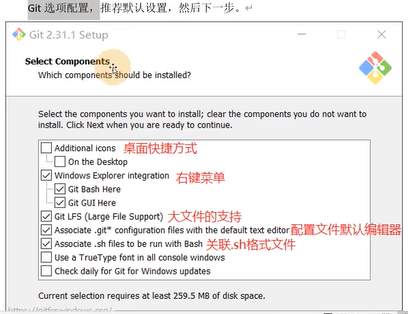 Git 选项配置，推荐默认设置，然后下一步。
Git 2.31.1 Setup
Select Components
Which components should be installed?
Select the components you want to install; clear the components you do not want to
install. Click Next when you are ready to continue.
Additional icons 桌面快捷方式
On the Desktop
Windows Explorer integration 右键菜单
Git Bash Here
Git GUI Here
Git LFS (Large File Support) 大文件的支持
Associate .git* configuration files with the default text editor 配置文件默认编辑器
Associate .sh files to be run with Bash 关联.sh格式文件
Use a TrueType font in all console windows
Check daily for Git for Windows updates
Current selection requires at least 259.5 MB of disk space.
https://gitforwindows.org/